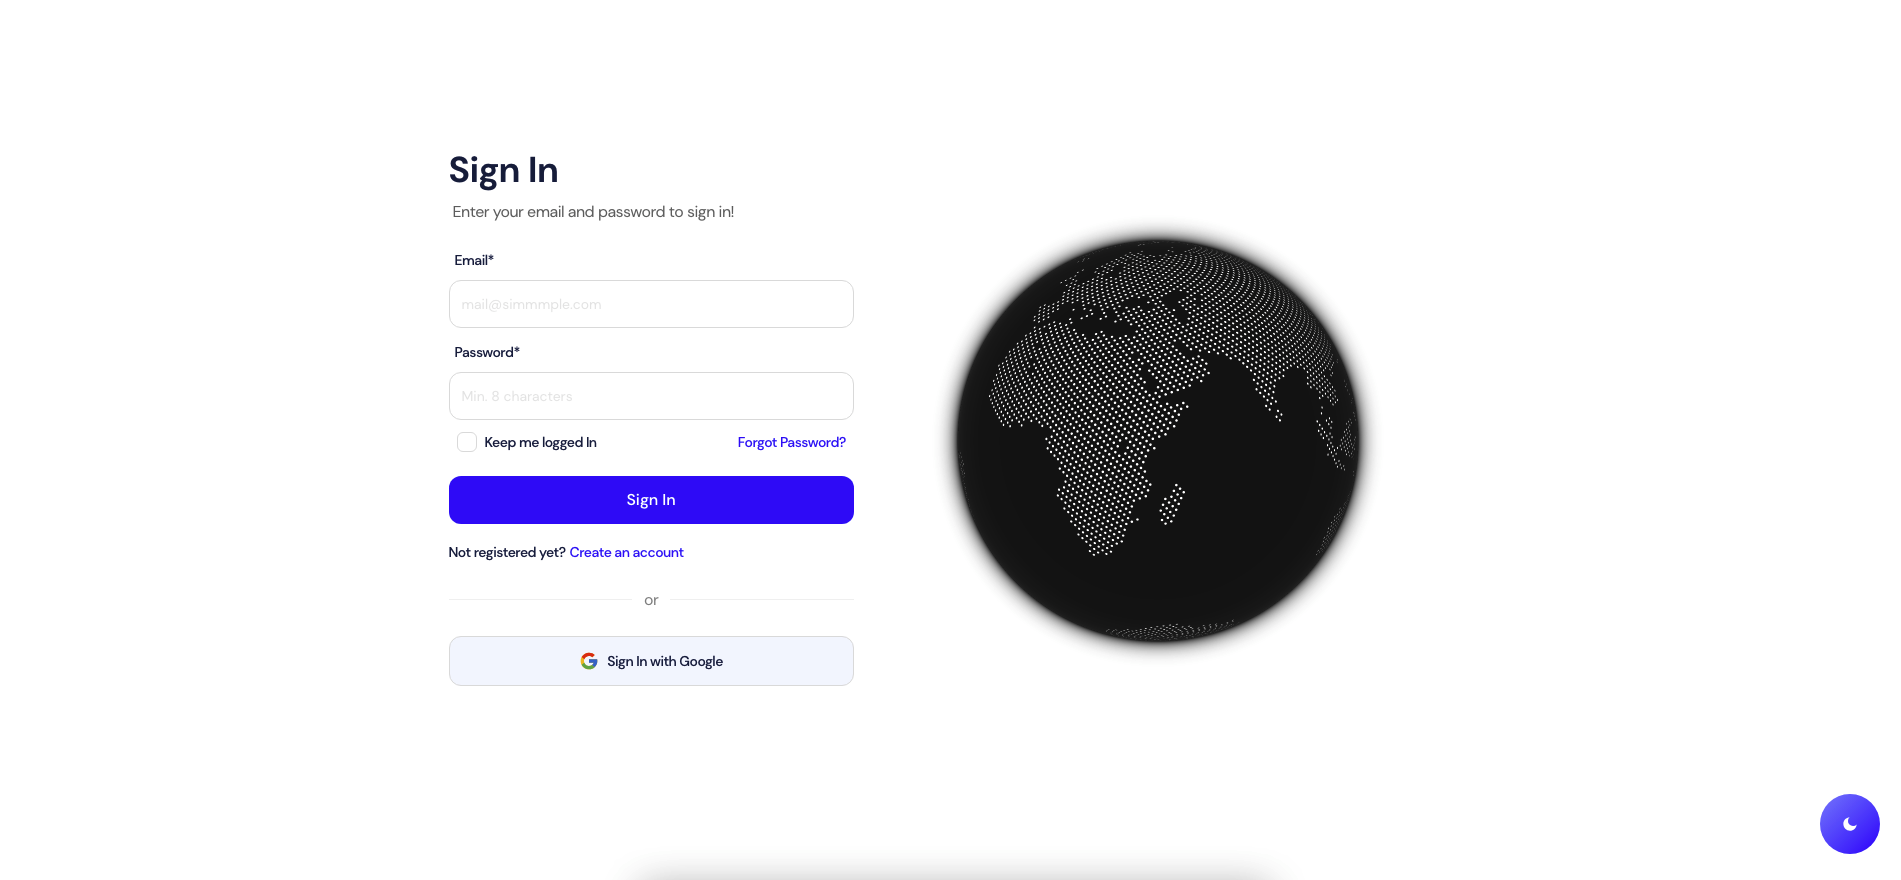 Sign In
Enter your email and password to sign in!
Email*
mail@simmmple.com
Password*
Min. 8 characters
Keep me logged In
Forgot Password?
Sign In
Not registered yet? Create an account
or
Sign In with Google